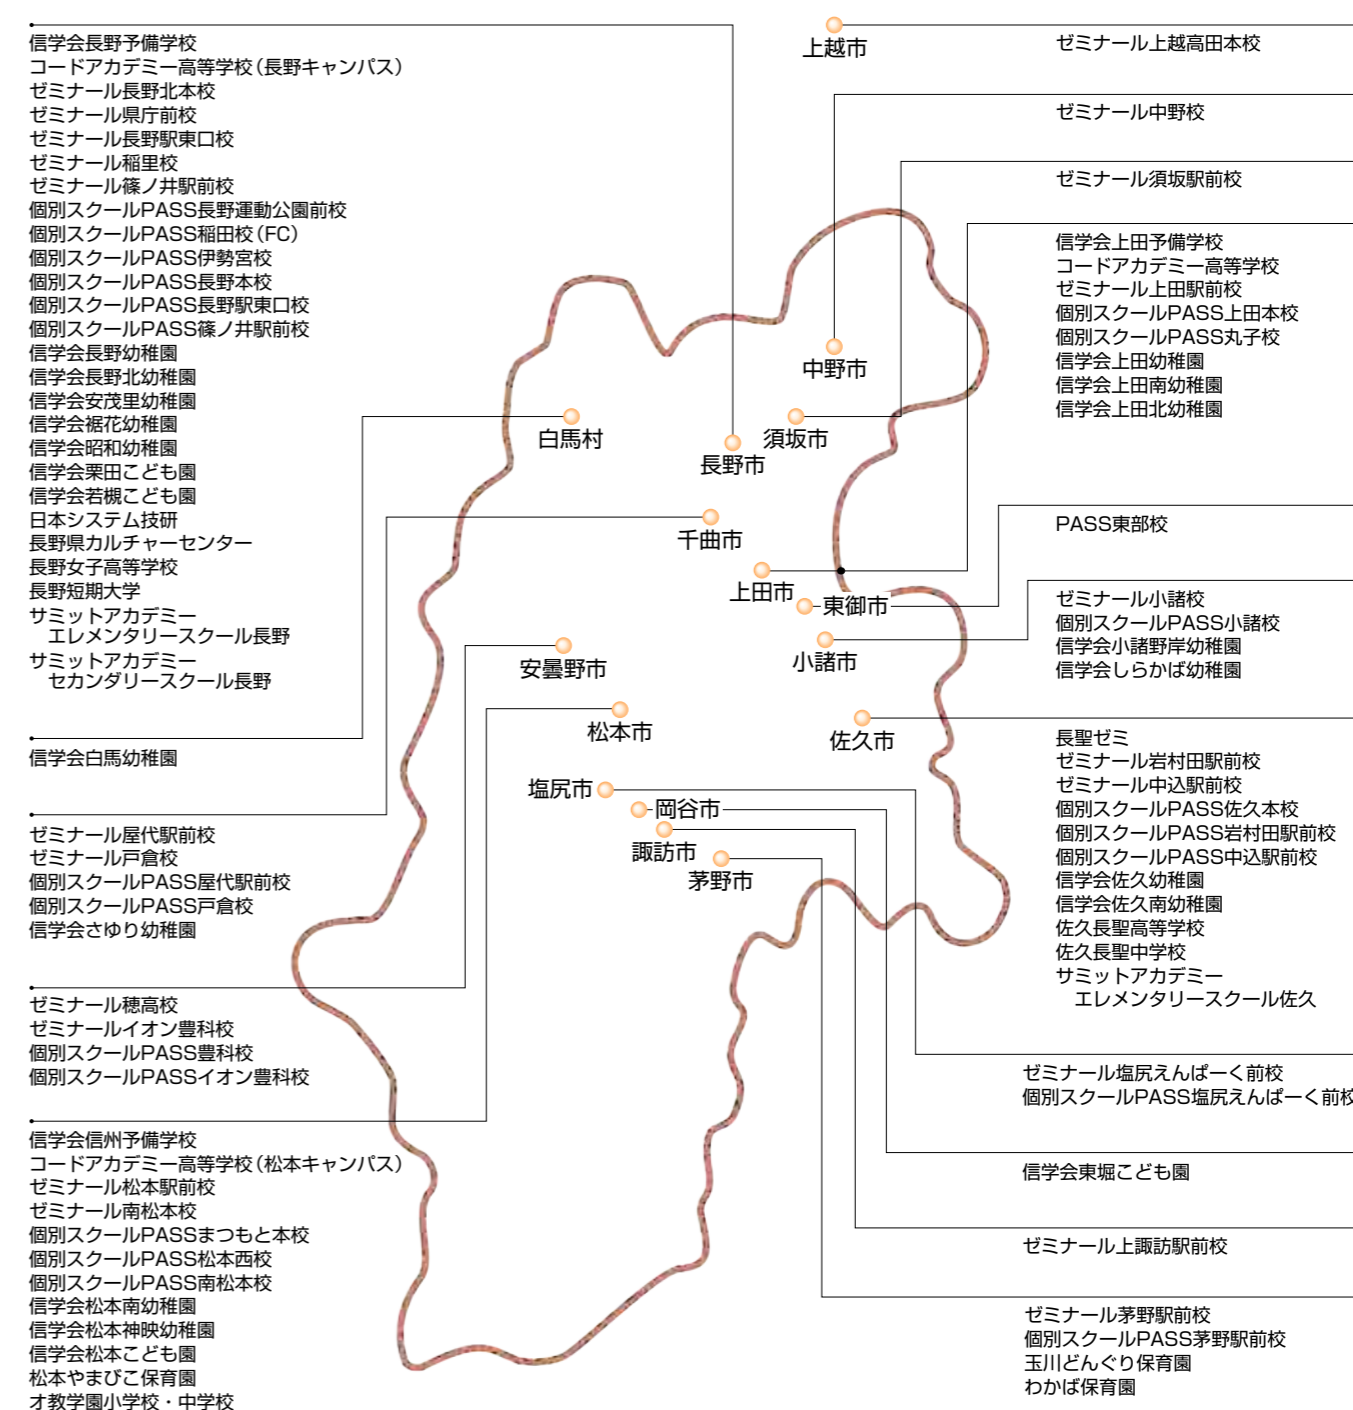 信学会長野予備学校
コードアカデミー高等学校(長野キャンパス)
ゼミナール長野北本校
ゼミナール県庁前校
ゼミナール長野駅東口校
ゼミナール稲里校
ゼミナール篠ノ井駅前校
個別スクールPASS長野運動公園前校
個別スクールPASS稲田校(FC)
個別スクールPASS伊勢宮校
個別スクールPASS長野本校
個別スクールPASS長野駅東口校
個別スクールPASS篠ノ井駅前校
信学会長野幼稚園
信学会長野北幼稚園
信学会安茂里幼稚園
信学会裾花幼稚園
信学会昭和幼稚園
信学会栗田こども園
信学会若槻こども園
日本システム技研
長野県カルチャーセンター
長野女子高等学校
長野短期大学
サミットアカデミー
エレメンタリースクール長野
サミットアカデミー
セカンダリースクール長野
信学会白馬幼稚園
ゼミナール屋代駅前校
ゼミナール戸倉校
個別スクールPASS屋代駅前校
個別スクールPASS戸倉校
信学会さゆり幼稚園
ゼミナール穂高校
ゼミナールイオン豊科校
個別スクールPASS豊科校
個別スクールPASSイオン豊科校
信学会信州予備学校
コードアカデミー高等学校(松本キャンパス)
ゼミナール松本駅前校
ゼミナール南松本校
個別スクールPASSまつもと本校
個別スクールPASS松本西校
個別スクールPASS南松本校
信学会松本南幼稚園
信学会松本神映幼稚園
信学会松本こども園
松本やまびこ保育園
才教学園小学校・中学校
上越市
中野市
須坂市
白馬村
長野市
千曲市
上田市
東御市
小諸市
安曇野市
松本市
佐久市
塩尻市
岡谷市
諏訪市
茅野市
ゼミナール上越高田本校
ゼミナール中野校
ゼミナール須坂駅前校
信学会上田予備学校
コードアカデミー高等学校
ゼミナール上田駅前校
個別スクールPASS上田本校
個別スクールPASS丸子校
信学会上田幼稚園
信学会上田南幼稚園
信学会上田北幼稚園
PASS東部校
ゼミナール小諸校
個別スクールPASS小諸校
信学会小諸野岸幼稚園
信学会しらかば幼稚園
長聖ゼミ
ゼミナール岩村田駅前校
ゼミナール中込駅前校
個別スクールPASS佐久本校
個別スクールPASS岩村田駅前校
個別スクールPASS中込駅前校
信学会佐久幼稚園
信学会佐久南幼稚園
佐久長聖高等学校
佐久長聖中学校
サミットアカデミー
エレメンタリースクール佐久
ゼミナール塩尻えんぱーく前校
個別スクールPASS塩尻えんぱーく前校
信学会東堀こども園
ゼミナール上諏訪駅前校
ゼミナール茅野駅前校
個別スクールPASS茅野駅前校
玉川どんぐり保育園
わかば保育園